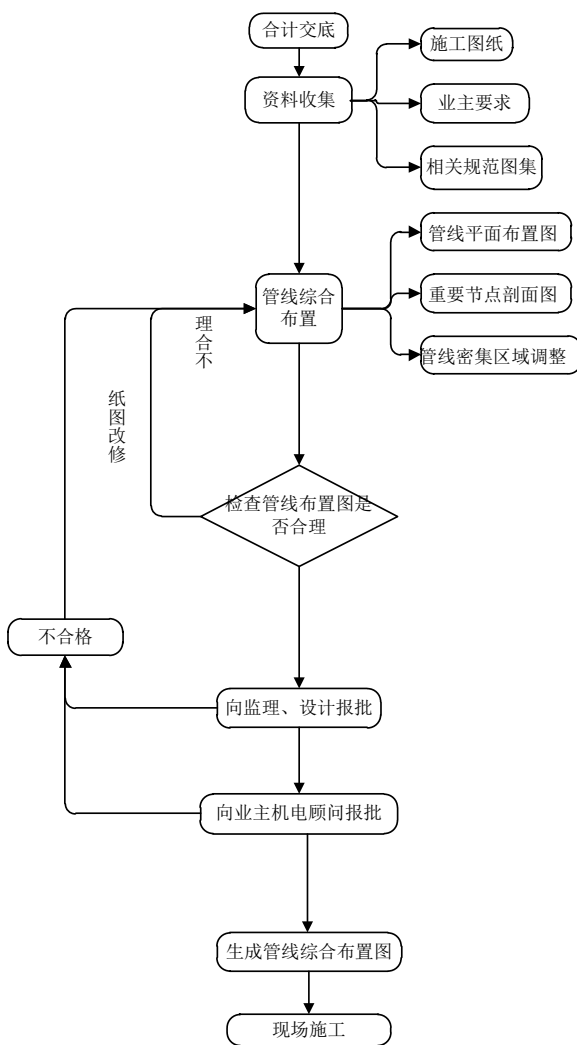 合计交底
施工图纸
资料收集
业主要求
相关规范图集
管线平面布置图
管线综合
布置
重要节点剖面图
管线密集区域调整
理合不
纸图改修
检查管线布置图是
否合理
不合格
向监理、设计报批
向业主机电顾问报批
生成管线综合布置图
现场施工